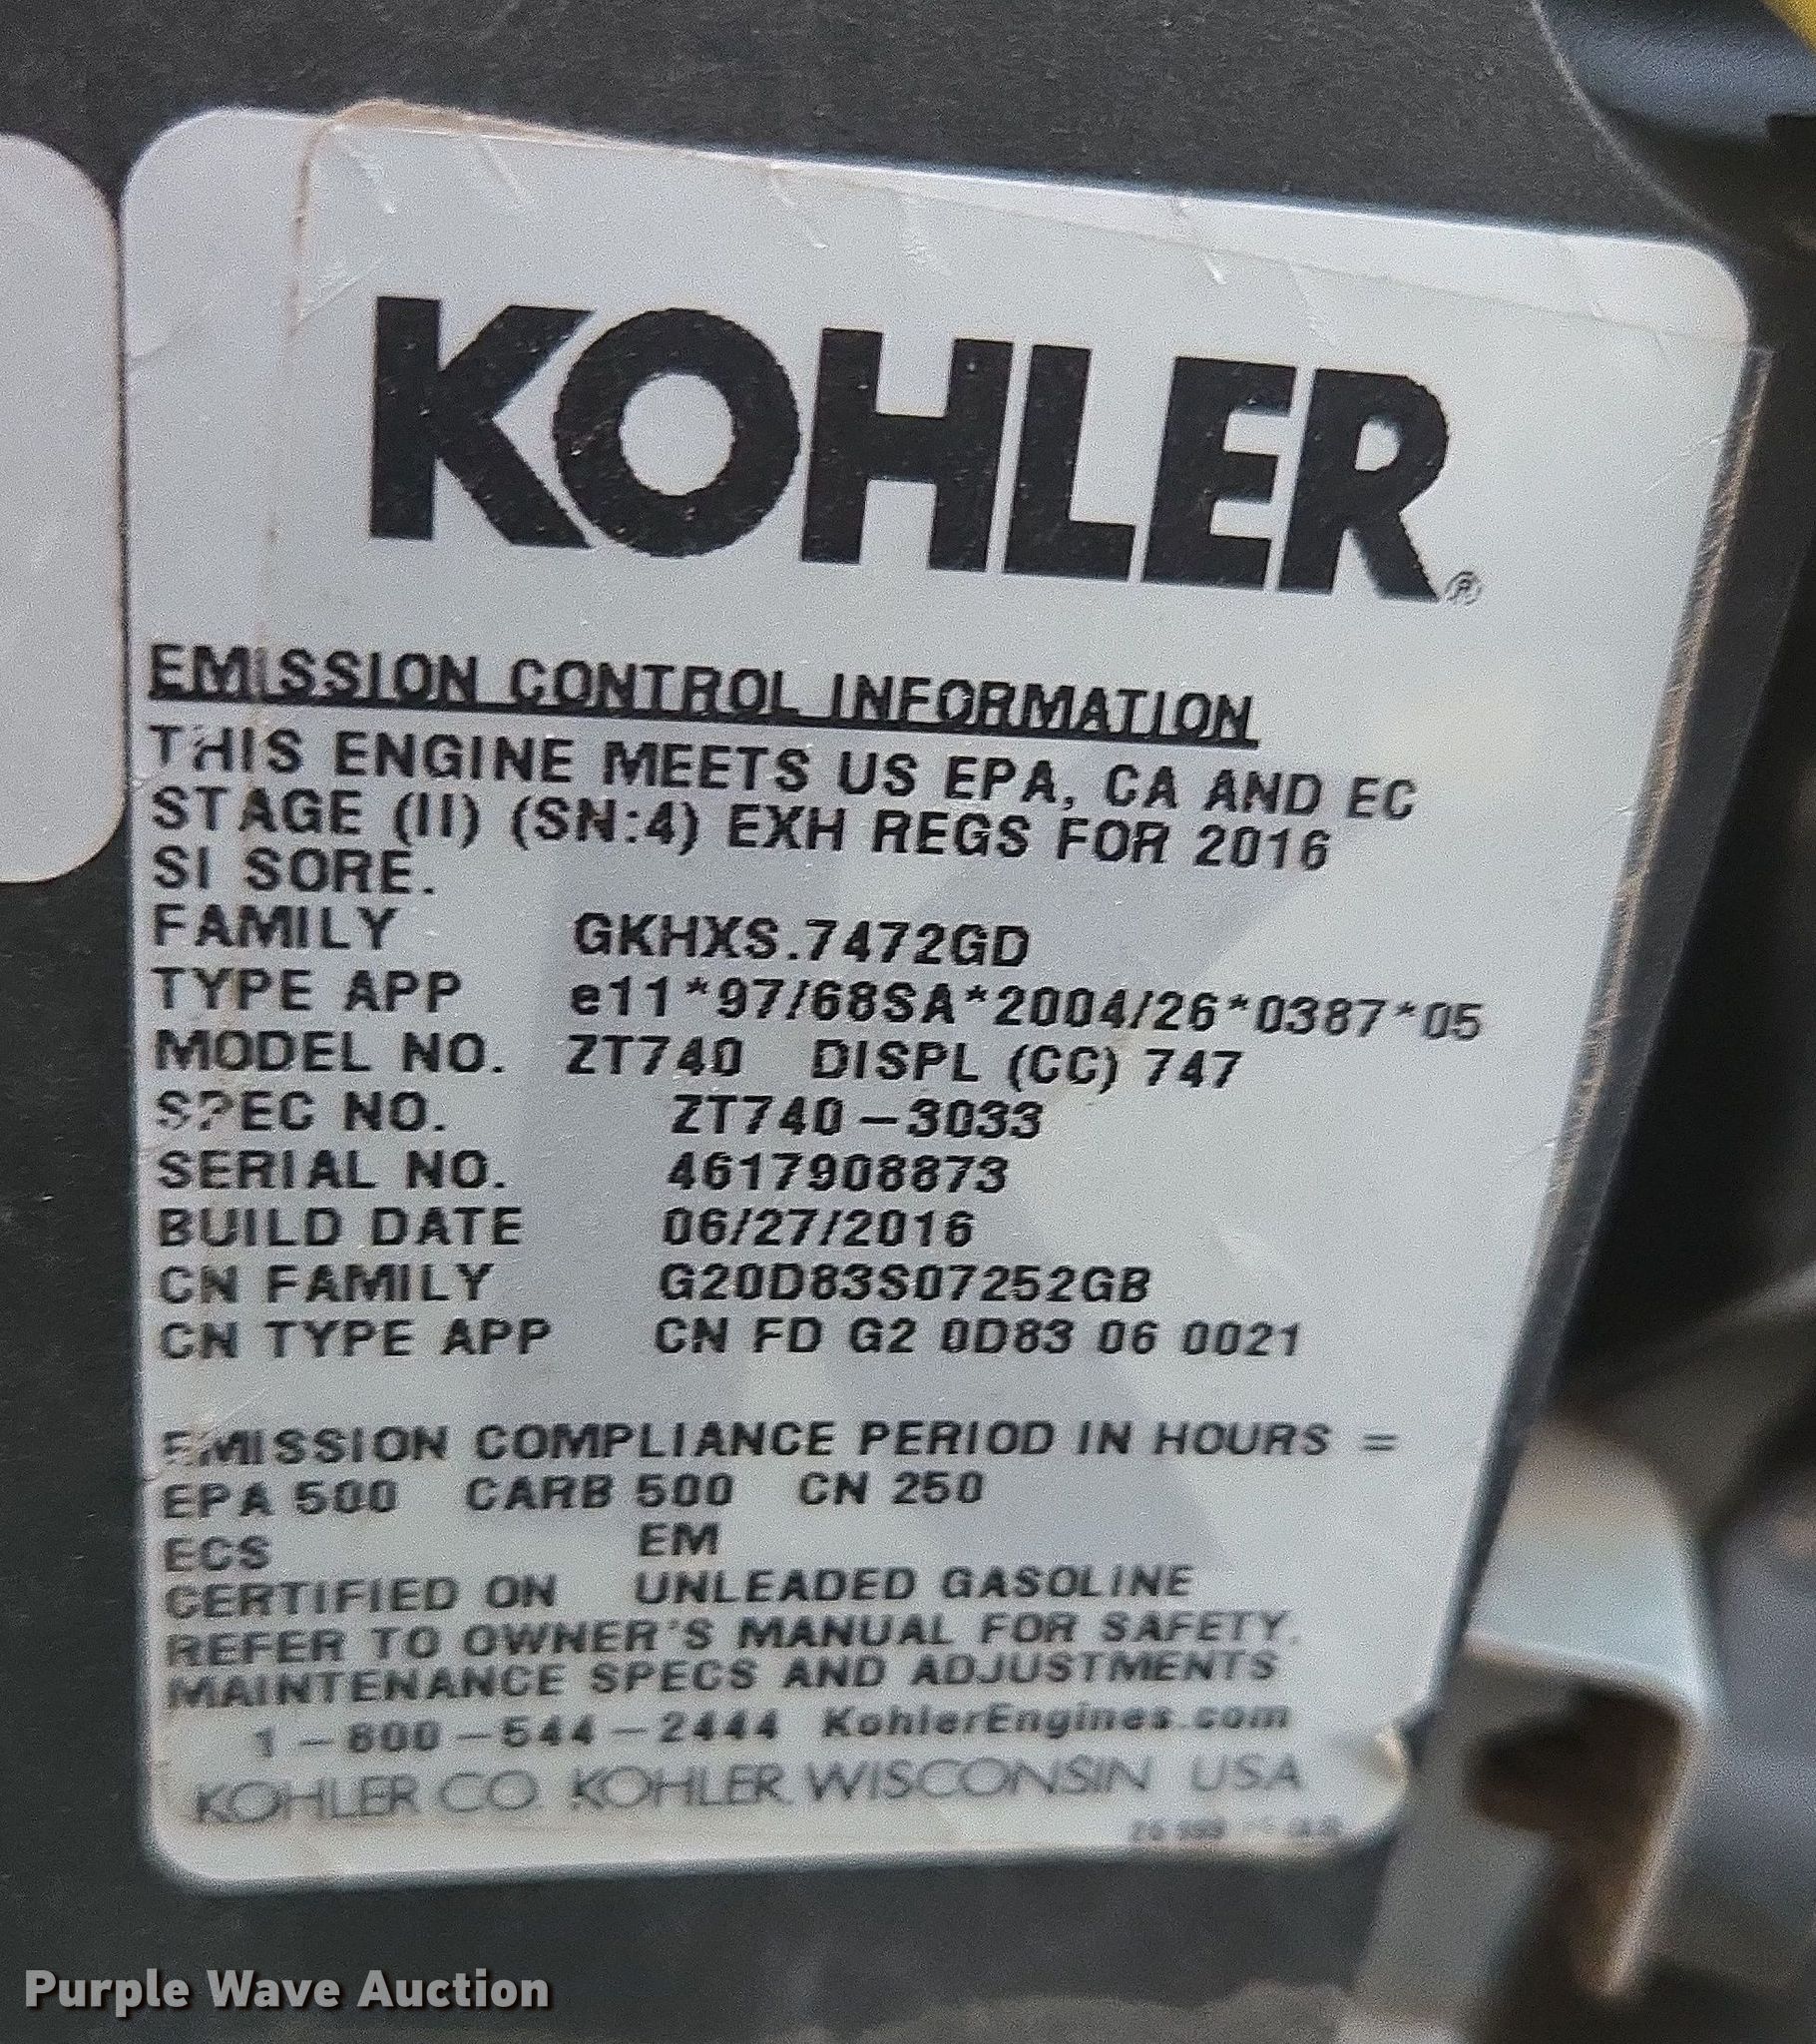 KOHLER®
EMISSION CONTROL INFORMATION
THIS ENGINE MEETS US EPA, CA AND EC
STAGE (II) (SN:4) EXH REGS FOR 2016
SI SORE.
FAMILY GKHXS.7472GD
TYPE APP e11*97/68SA*2004/26*0387*05
MODEL NO. ZT740 DISPL (CC) 747
SPEC NO. ZT740-3033
SERIAL NO. 4617908873
BUILD DATE 06/27/2016
CN FAMILY G20D83S07252GB
CN TYPE APP CN FD G2 0D83 06 0021
EMISSION COMPLIANCE PERIOD IN HOURS =
EPA 500 CARB 500 CN 250
ECS EM
CERTIFIED ON UNLEADED GASOLINE
REFER TO OWNER'S MANUAL FOR SAFETY,
MAINTENANCE SPECS AND ADJUSTMENTS
1-800-544-2444 KohlerEngines.com
KOHLER CO. KOHLER WISCONSIN USA
Purple Wave Auction